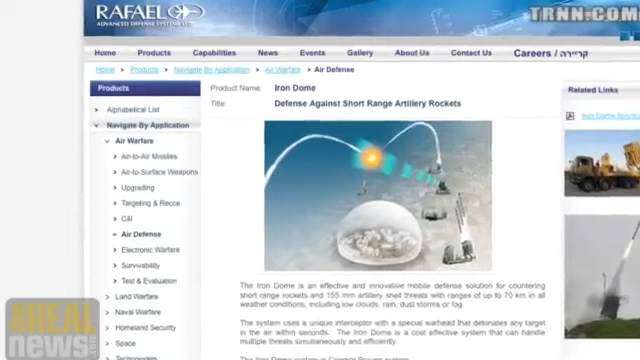 RAFAEL
ADVANCED DEFENSE SYSTEMS LTD.
TRNN.COM
Home Products Capabilities News Events Gallery About Us Contact Us Careers / קריירה
Home > Products > Navigate By Application > Air Warfare > Air Defense
Products
Product Name: Iron Dome
Related Links
Title: Defense Against Short Range Artillery Rockets
Alphabetical List
Iron Dome Brochure
Navigate By Application
Air Warfare
Air-to-Air Missiles
Air-to-Surface Weapons
Upgrading
Targeting & Recce
C4I
Air Defense
Electronic Warfare
Survivability
Test & Evaluation
Land Warfare
Naval Warfare
Homeland Security
Space
Technologies
The Iron Dome is an effective and innovative mobile defense solution for countering
short range rockets and 155 mm artillery shell threats with ranges of up to 70 km in all
weather conditions, including low clouds, rain, dust storms or fog.
The system uses a unique interceptor with a special warhead that detonates any target
in the air within seconds. The Iron Dome is a cost effective system that can handle
multiple threats simultaneously and efficiently.
theREAL
news.com